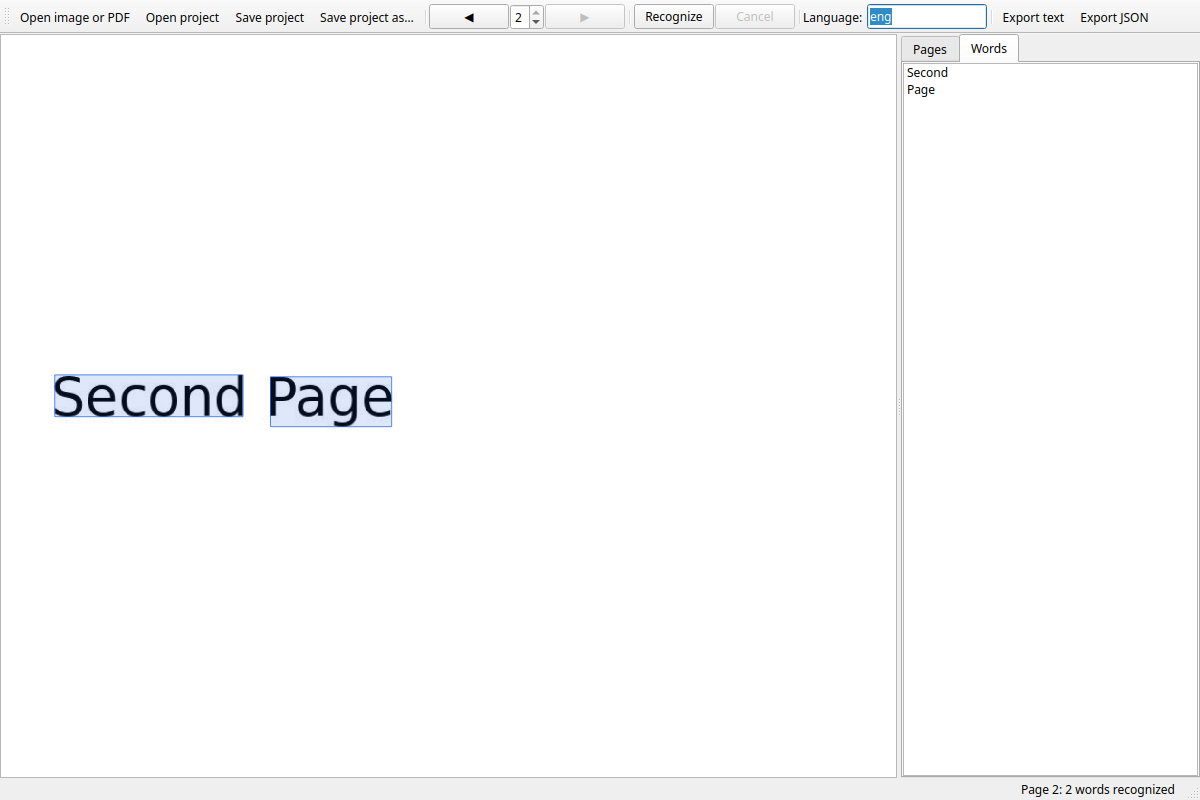 Open image or PDF Open project Save project Save project as... ◀ 2 ▶ Recognize Cancel Language: eng Export text Export JSON
Pages Words
Second
Page
Second Page
Page 2: 2 words recognized